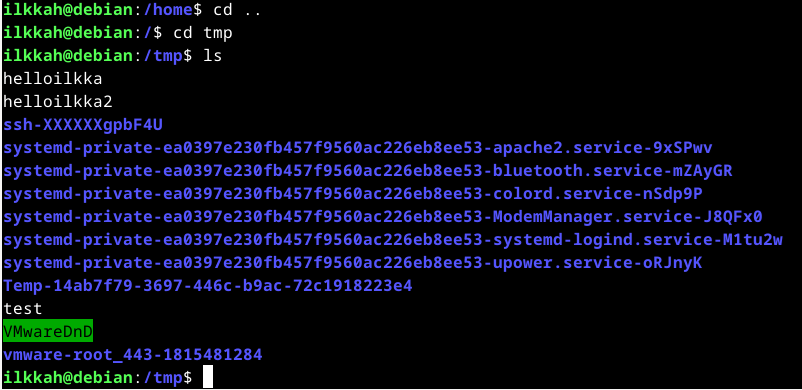 ilkkah@debian:/home$ cd ..
ilkkah@debian:/$ cd tmp
ilkkah@debian:/tmp$ ls
helloilkka
helloilkka2
ssh-XXXXXXgpbF4U
systemd-private-ea0397e230fb457f9560ac226eb8ee53-apache2.service-9xSPwv
systemd-private-ea0397e230fb457f9560ac226eb8ee53-bluetooth.service-mZAyGR
systemd-private-ea0397e230fb457f9560ac226eb8ee53-colord.service-nSdp9P
systemd-private-ea0397e230fb457f9560ac226eb8ee53-ModemManager.service-J8QFx0
systemd-private-ea0397e230fb457f9560ac226eb8ee53-systemd-logind.service-M1tu2w
systemd-private-ea0397e230fb457f9560ac226eb8ee53-upower.service-oRJnyK
Temp-14ab7f79-3697-446c-b9ac-72c1918223e4
test
VMwareDnD
vmware-root_443-1815481284
ilkkah@debian:/tmp$